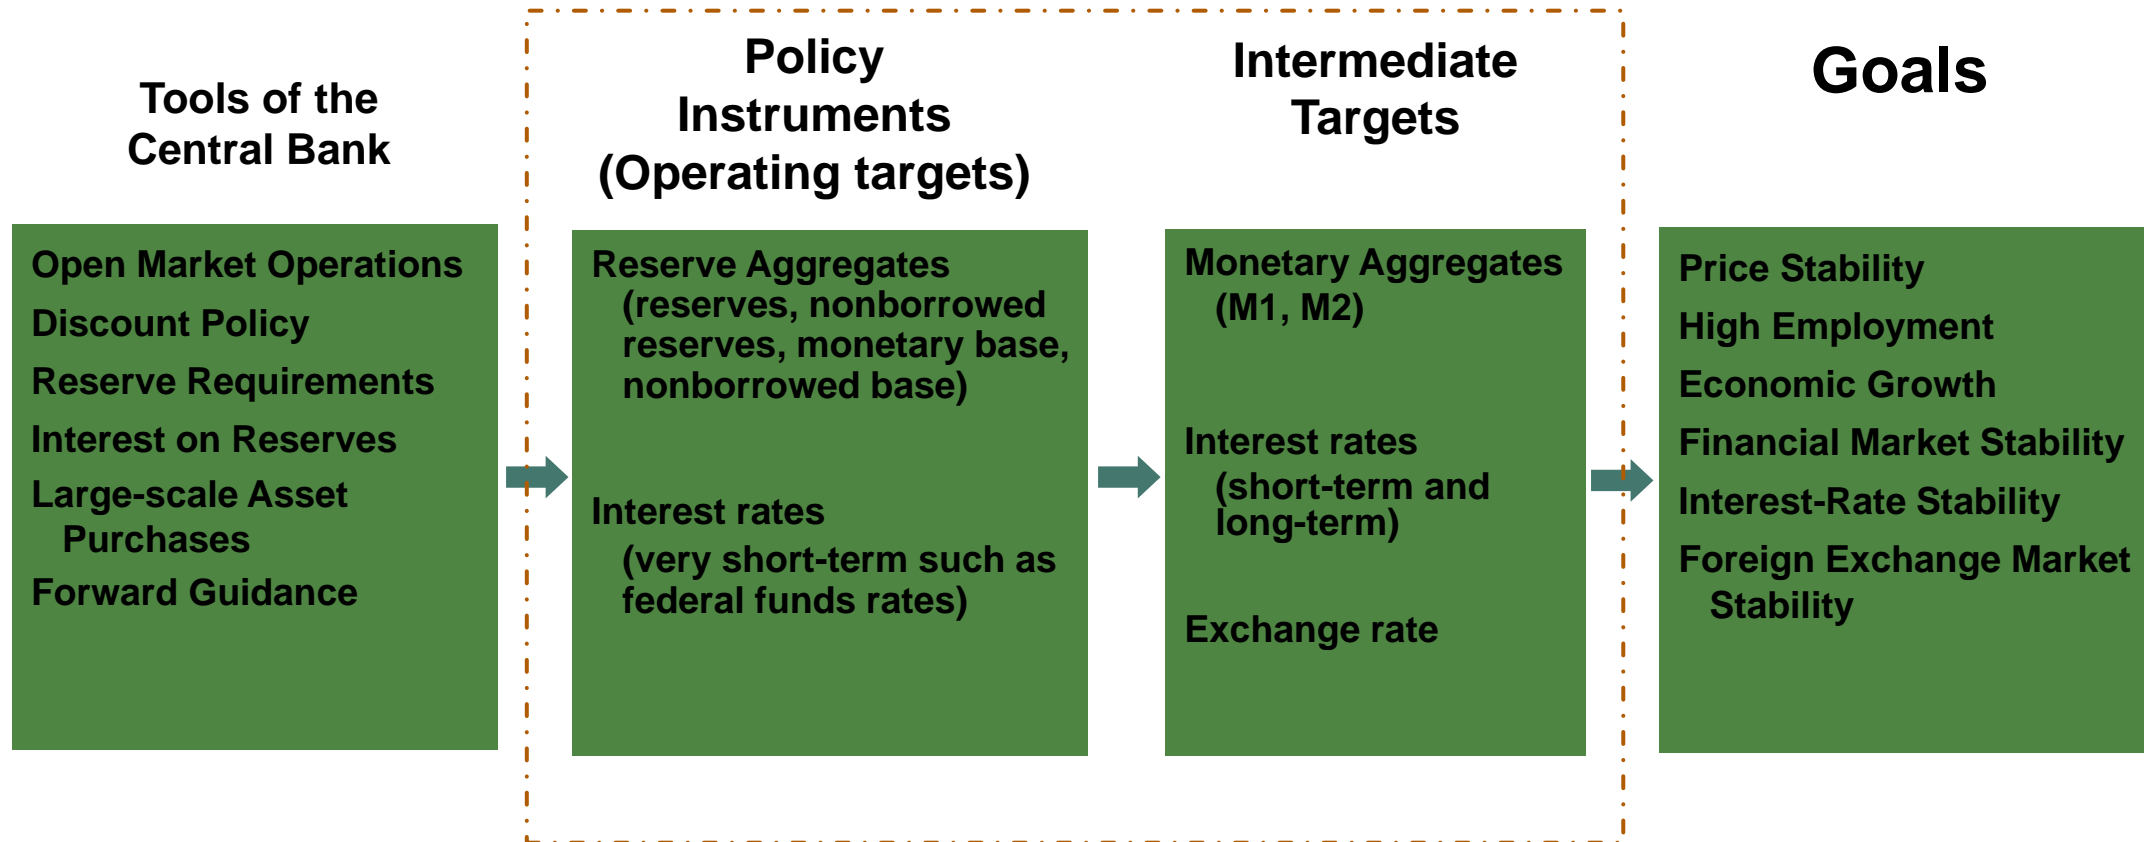 Tools of the
Central Bank
Open Market Operations
Discount Policy
Reserve Requirements
Interest on Reserves
Large-scale Asset
Purchases
Forward Guidance
Policy
Instruments
(Operating targets)
Reserve Aggregates
(reserves, nonborrowed
reserves, monetary base,
nonborrowed base)
Interest rates
(very short-term such as
federal funds rates)
Intermediate
Targets
Monetary Aggregates
(M1, M2)
Interest rates
(short-term and
long-term)
Exchange rate
Goals
Price Stability
High Employment
Economic Growth
Financial Market Stability
Interest-Rate Stability
Foreign Exchange Market
Stability